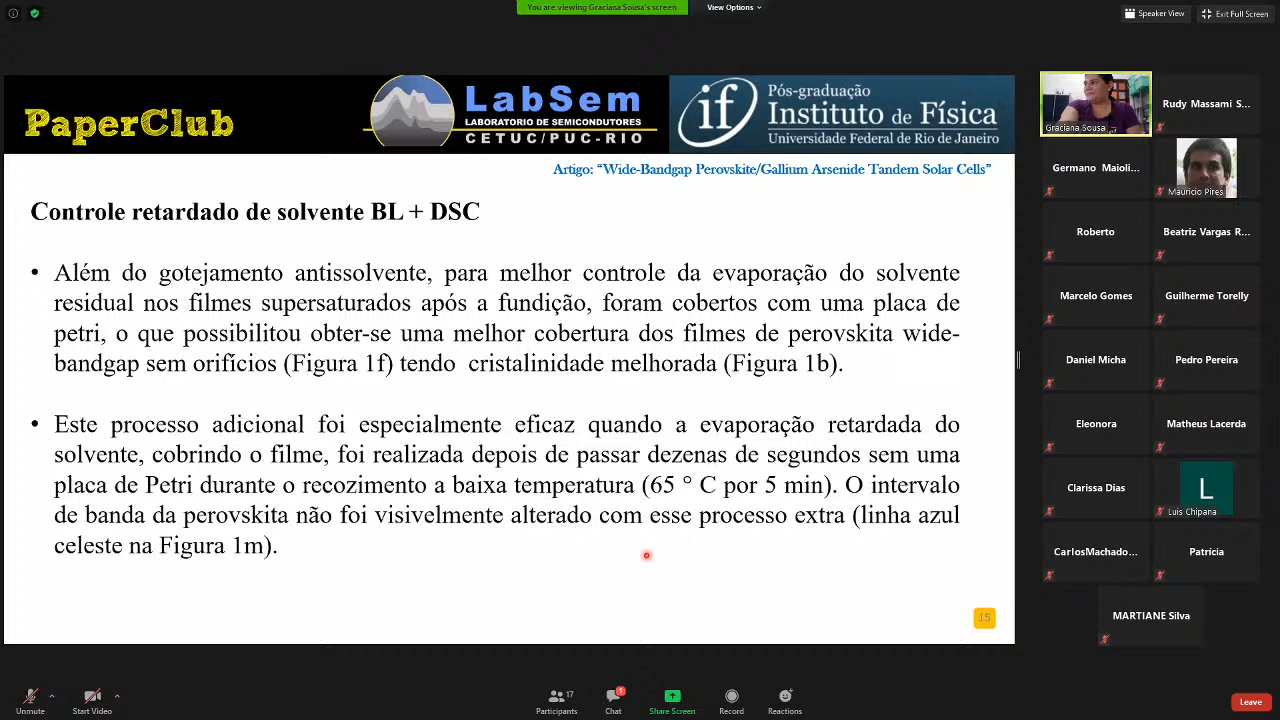 You are viewing Graciana Sousa's screen
View Options
Speaker View
Exit Full Screen
PaperClub
LabSem
LABORATORIO DE SEMICONDUTORES
CETUC/PUC-RIO
if
Pós-graduação
Instituto de Física
Universidade Federal de Rio de Janeiro
Artigo: “Wide-Bandgap Perovskite/Gallium Arsenide Tandem Solar Cells”
Controle retardado de solvente BL + DSC
• Além do gotejamento antissolvente, para melhor controle da evaporação do solvente
residual nos filmes supersaturados após a fundição, foram cobertos com uma placa de
petri, o que possibilitou obter-se uma melhor cobertura dos filmes de perovskita wide-
bandgap sem orifícios (Figura 1f) tendo cristalinidade melhorada (Figura 1b).
• Este processo adicional foi especialmente eficaz quando a evaporação retardada do
solvente, cobrindo o filme, foi realizada depois de passar dezenas de segundos sem uma
placa de Petri durante o recozimento a baixa temperatura (65 ° C por 5 min). O intervalo
de banda da perovskita não foi visivelmente alterado com esse processo extra (linha azul
celeste na Figura 1m).
15
Graciana Sousa
Rudy Massami S...
Germano Maioli...
Mauricio Pires
Roberto
Beatriz Vargas R...
Marcelo Gomes
Guilherme Torelly
Daniel Micha
Pedro Pereira
Eleonora
Matheus Lacerda
Clarissa Dias
L
Luis Chipana
CarlosMachado...
Patrícia
MARTIANE Silva
Unmute
Start Video
17
Participants
1
Chat
Share Screen
Record
Reactions
Leave